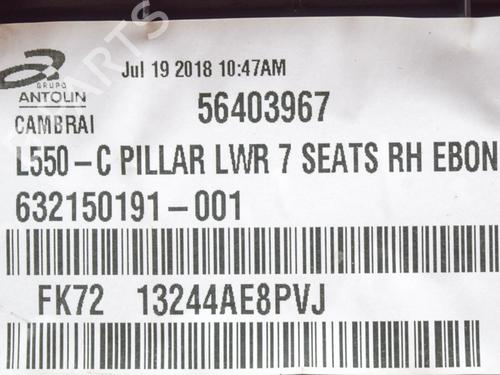 Jul 19 2018 10:47AM
GRUPO
ANTOLIN
CAMBRAI
56403967
L550-C PILLAR LWR 7 SEATS RH EBON
632150191-001
FK72 13244AE8PVJ